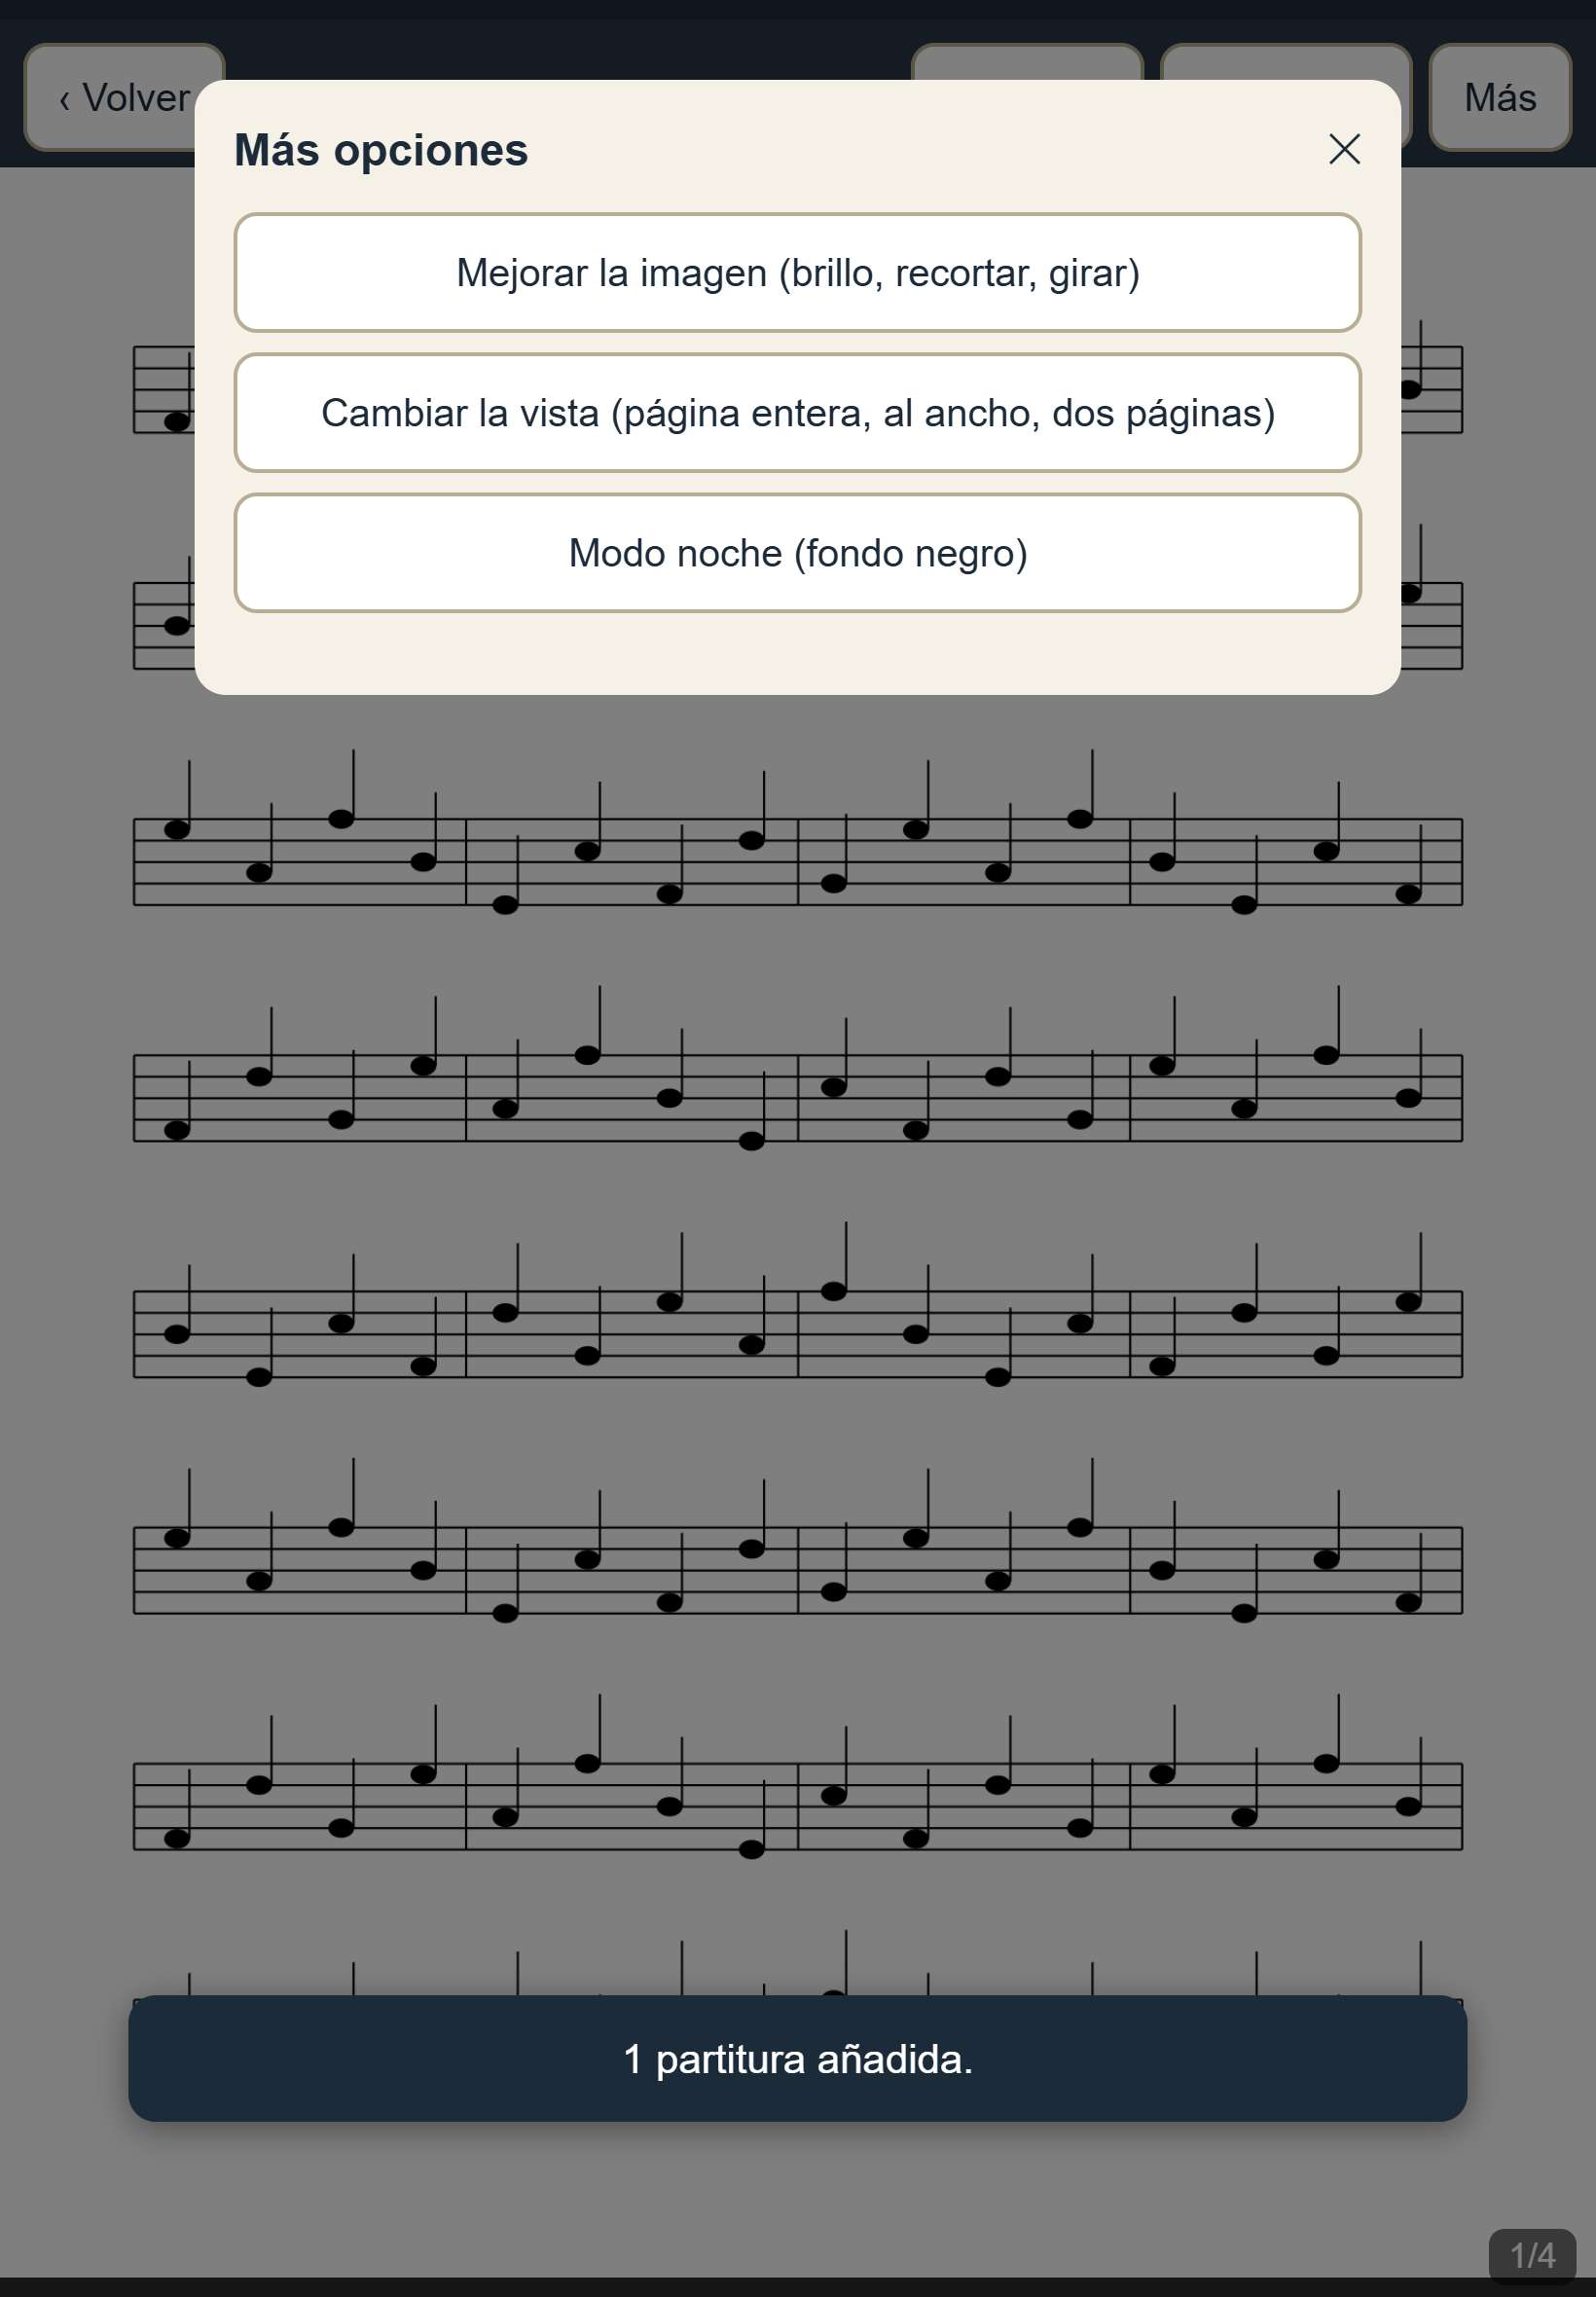 ‹ Volver
Más
Más opciones
Mejorar la imagen (brillo, recortar, girar)
Cambiar la vista (página entera, al ancho, dos páginas)
Modo noche (fondo negro)
1 partitura añadida.
1/4